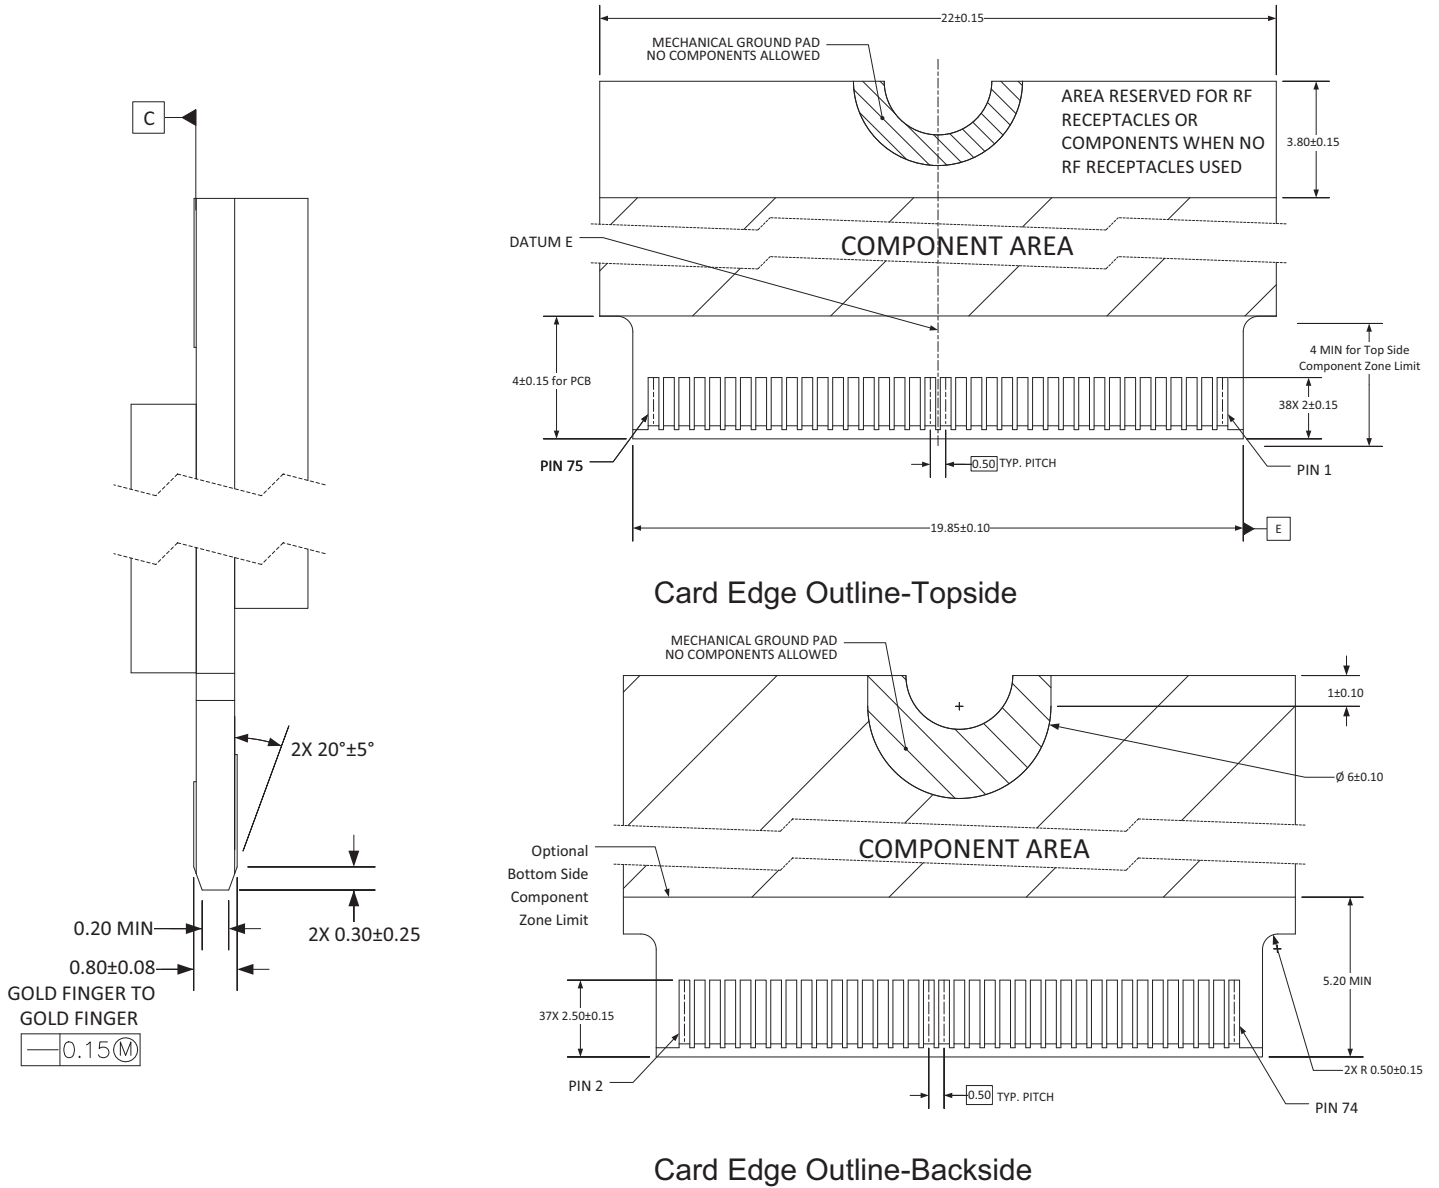 22±0.15
MECHANICAL GROUND PAD
NO COMPONENTS ALLOWED
AREA RESERVED FOR RF
RECEPTACLES OR
COMPONENTS WHEN NO
RF RECEPTACLES USED
3.80±0.15
C
DATUM E
COMPONENT AREA
4±0.15 for PCB
4 MIN for Top Side
Component Zone Limit
38X 2±0.15
PIN 75
0.50 TYP. PITCH
PIN 1
19.85±0.10
E
Card Edge Outline-Topside
MECHANICAL GROUND PAD
NO COMPONENTS ALLOWED
1±0.10
Ø 6±0.10
COMPONENT AREA
Optional
Bottom Side
Component
Zone Limit
5.20 MIN
37X 2.50±0.15
PIN 2
0.50 TYP. PITCH
2X R 0.50±0.15
PIN 74
Card Edge Outline-Backside
2X 20°±5°
0.20 MIN
2X 0.30±0.25
0.80±0.08
GOLD FINGER TO
GOLD FINGER
— 0.15 Ⓜ